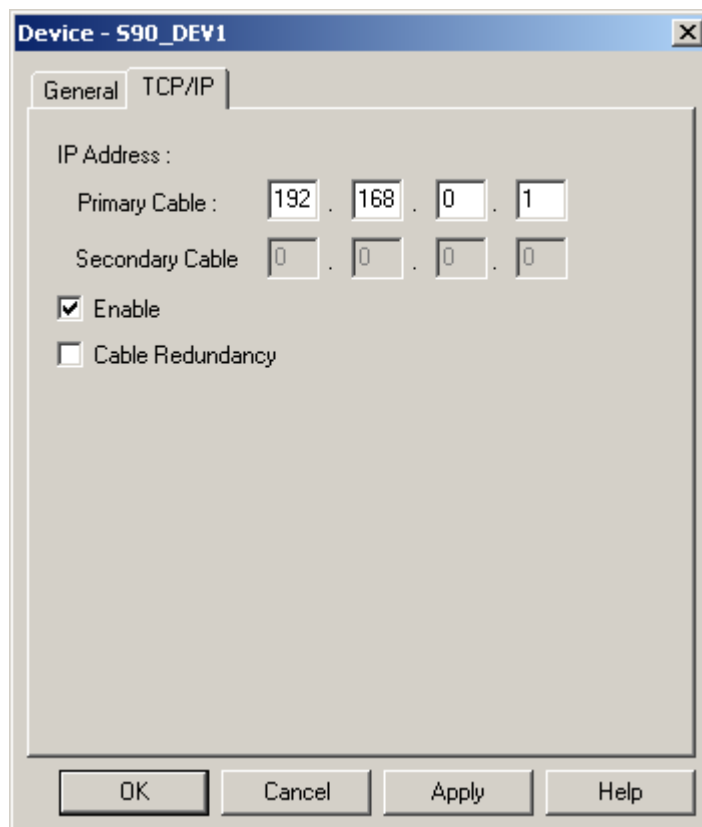 Device - S90_DEV1
General TCP/IP
IP Address :
Primary Cable : 192 . 168 . 0 . 1
Secondary Cable 0 . 0 . 0 . 0
Enable
Cable Redundancy
OK Cancel Apply Help